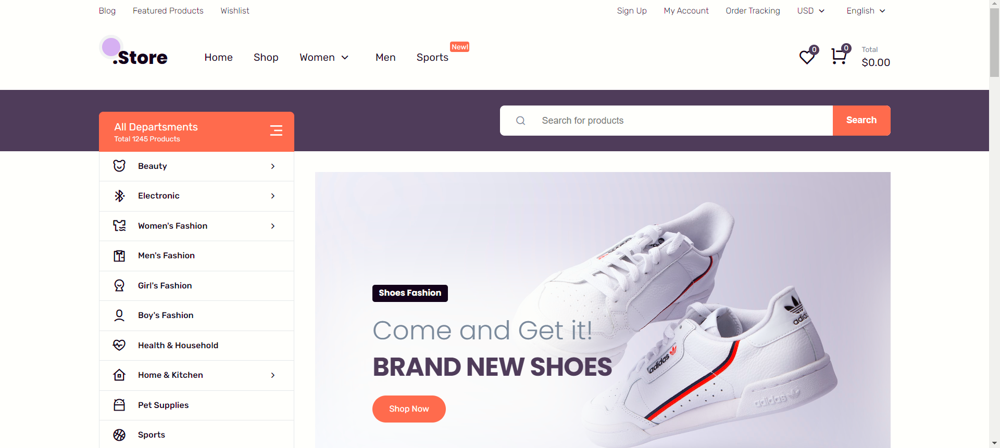 Blog Featured Products Wishlist Sign Up My Account Order Tracking USD English
.Store Home Shop Women Men Sports New! 0 0 Total
$0.00
Search for products Search
All Departsments
Total 1245 Products
Beauty
Electronic
Women's Fashion
Men's Fashion
Girl's Fashion
Boy's Fashion
Health & Household
Home & Kitchen
Pet Supplies
Sports
Shoes Fashion
Come and Get it!
BRAND NEW SHOES
Shop Now
adidas
adidas
adidas